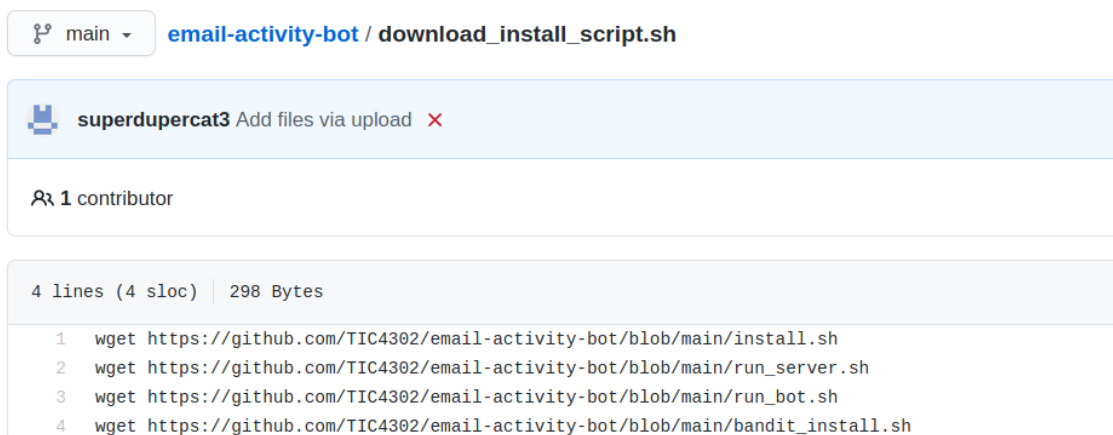 main email-activity-bot / download_install_script.sh
superdupercat3 Add files via upload
1 contributor
4 lines (4 sloc) 298 Bytes
1 wget https://github.com/TIC4302/email-activity-bot/blob/main/install.sh
2 wget https://github.com/TIC4302/email-activity-bot/blob/main/run_server.sh
3 wget https://github.com/TIC4302/email-activity-bot/blob/main/run_bot.sh
4 wget https://github.com/TIC4302/email-activity-bot/blob/main/bandit_install.sh